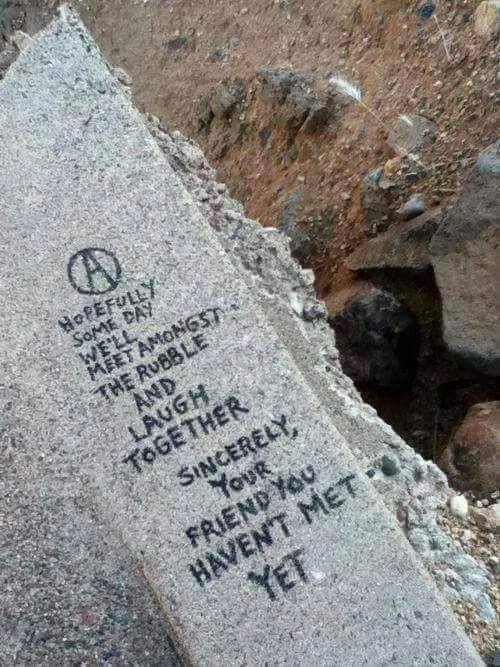 Ⓐ
HOPEFULLY
SOME DAY
WE'LL
MEET AMONGST
THE RUBBLE
AND
LAUGH
TOGETHER
SINCERELY,
YOUR
FRIEND YOU
HAVEN'T MET
YET